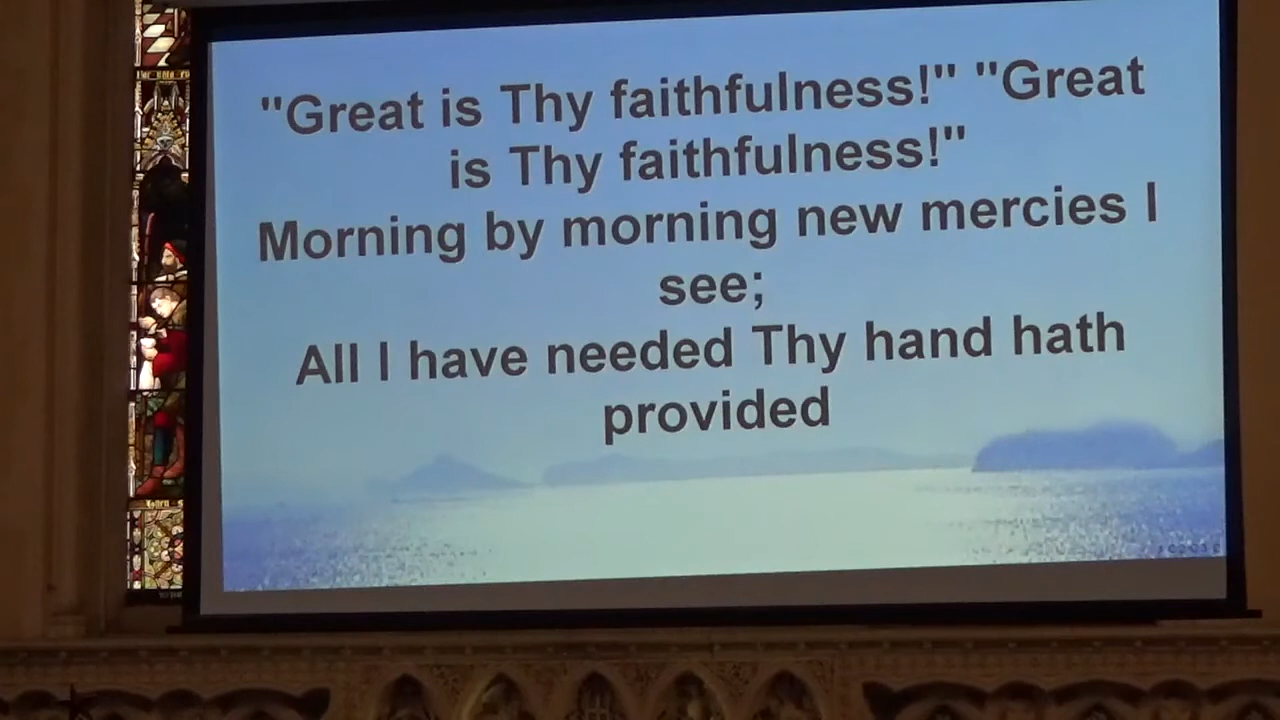 "Great is Thy faithfulness!" "Great
is Thy faithfulness!"
Morning by morning new mercies I
see;
All I have needed Thy hand hath
provided